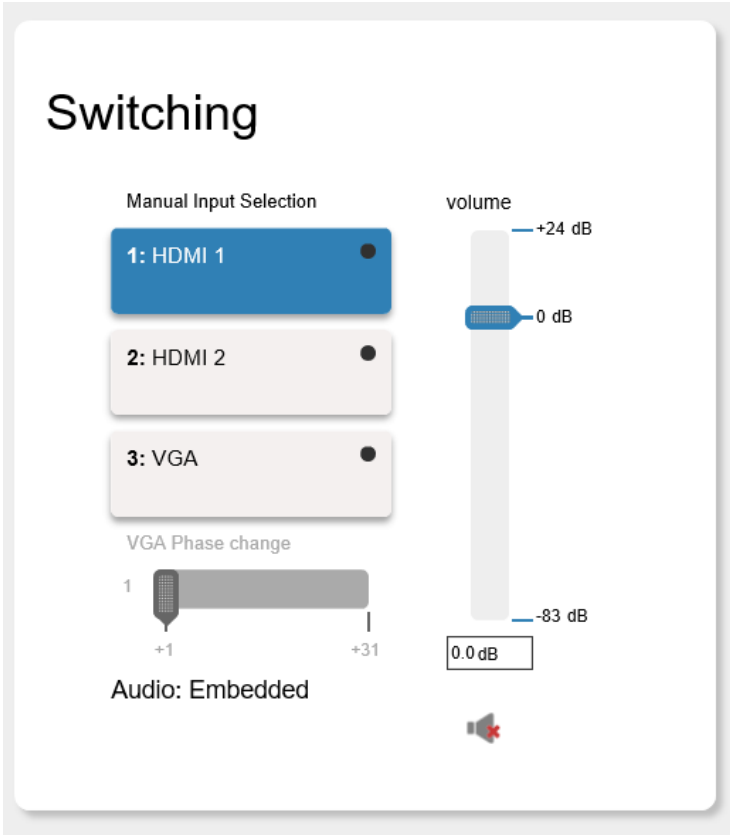 Switching
Manual Input Selection
1: HDMI 1
2: HDMI 2
3: VGA
VGA Phase change
1
+1
+31
Audio: Embedded
volume
+24 dB
0 dB
-83 dB
0.0 dB